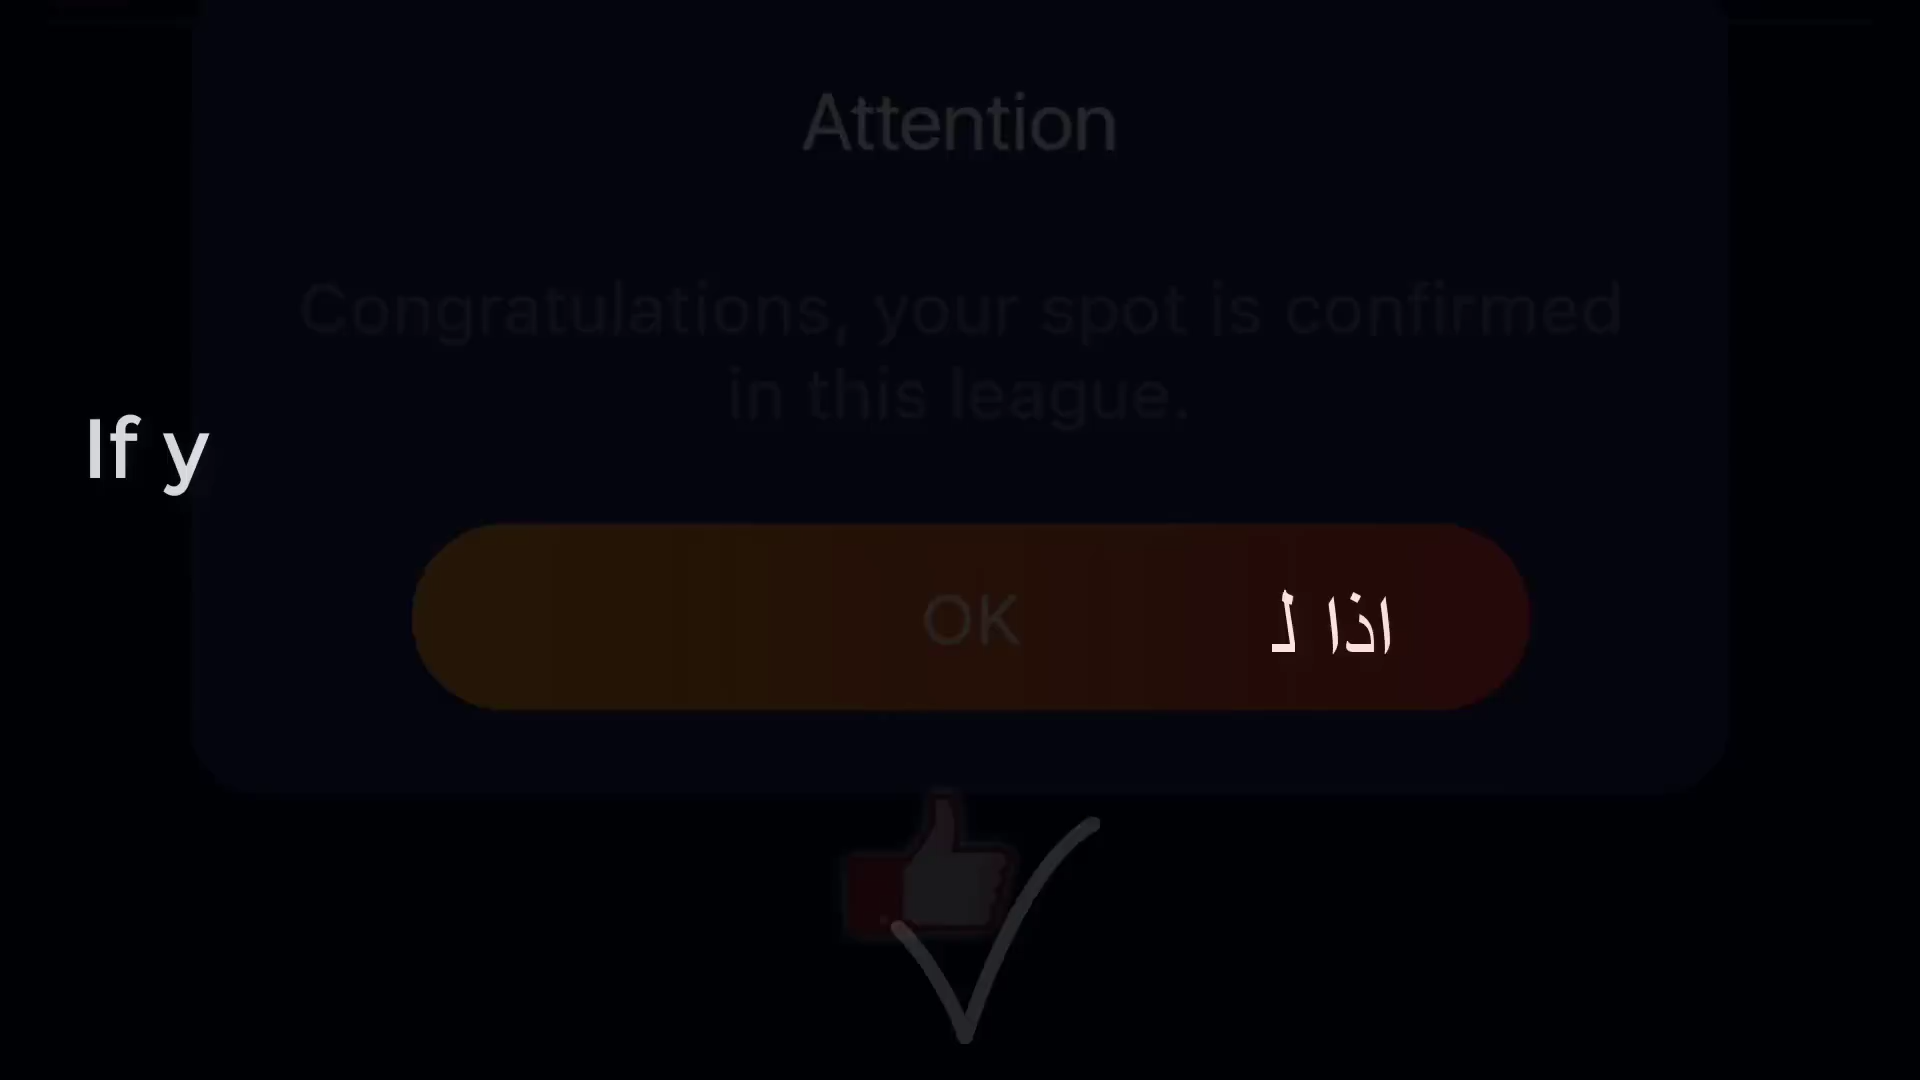 Attention
Congratulations, your spot is confirmed
in this league.
If y
OK
اذا لـ